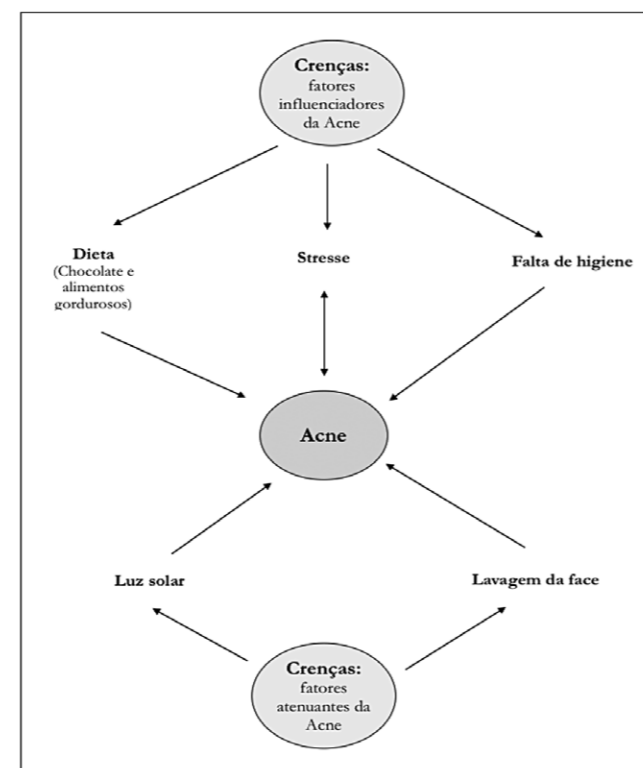 Crenças:
fatores
influenciadores
da Acne
Dieta
(Chocolate e
alimentos
gordurosos)
Stresse
Falta de higiene
Acne
Luz solar
Lavagem da face
Crenças:
fatores
atenuantes da
Acne